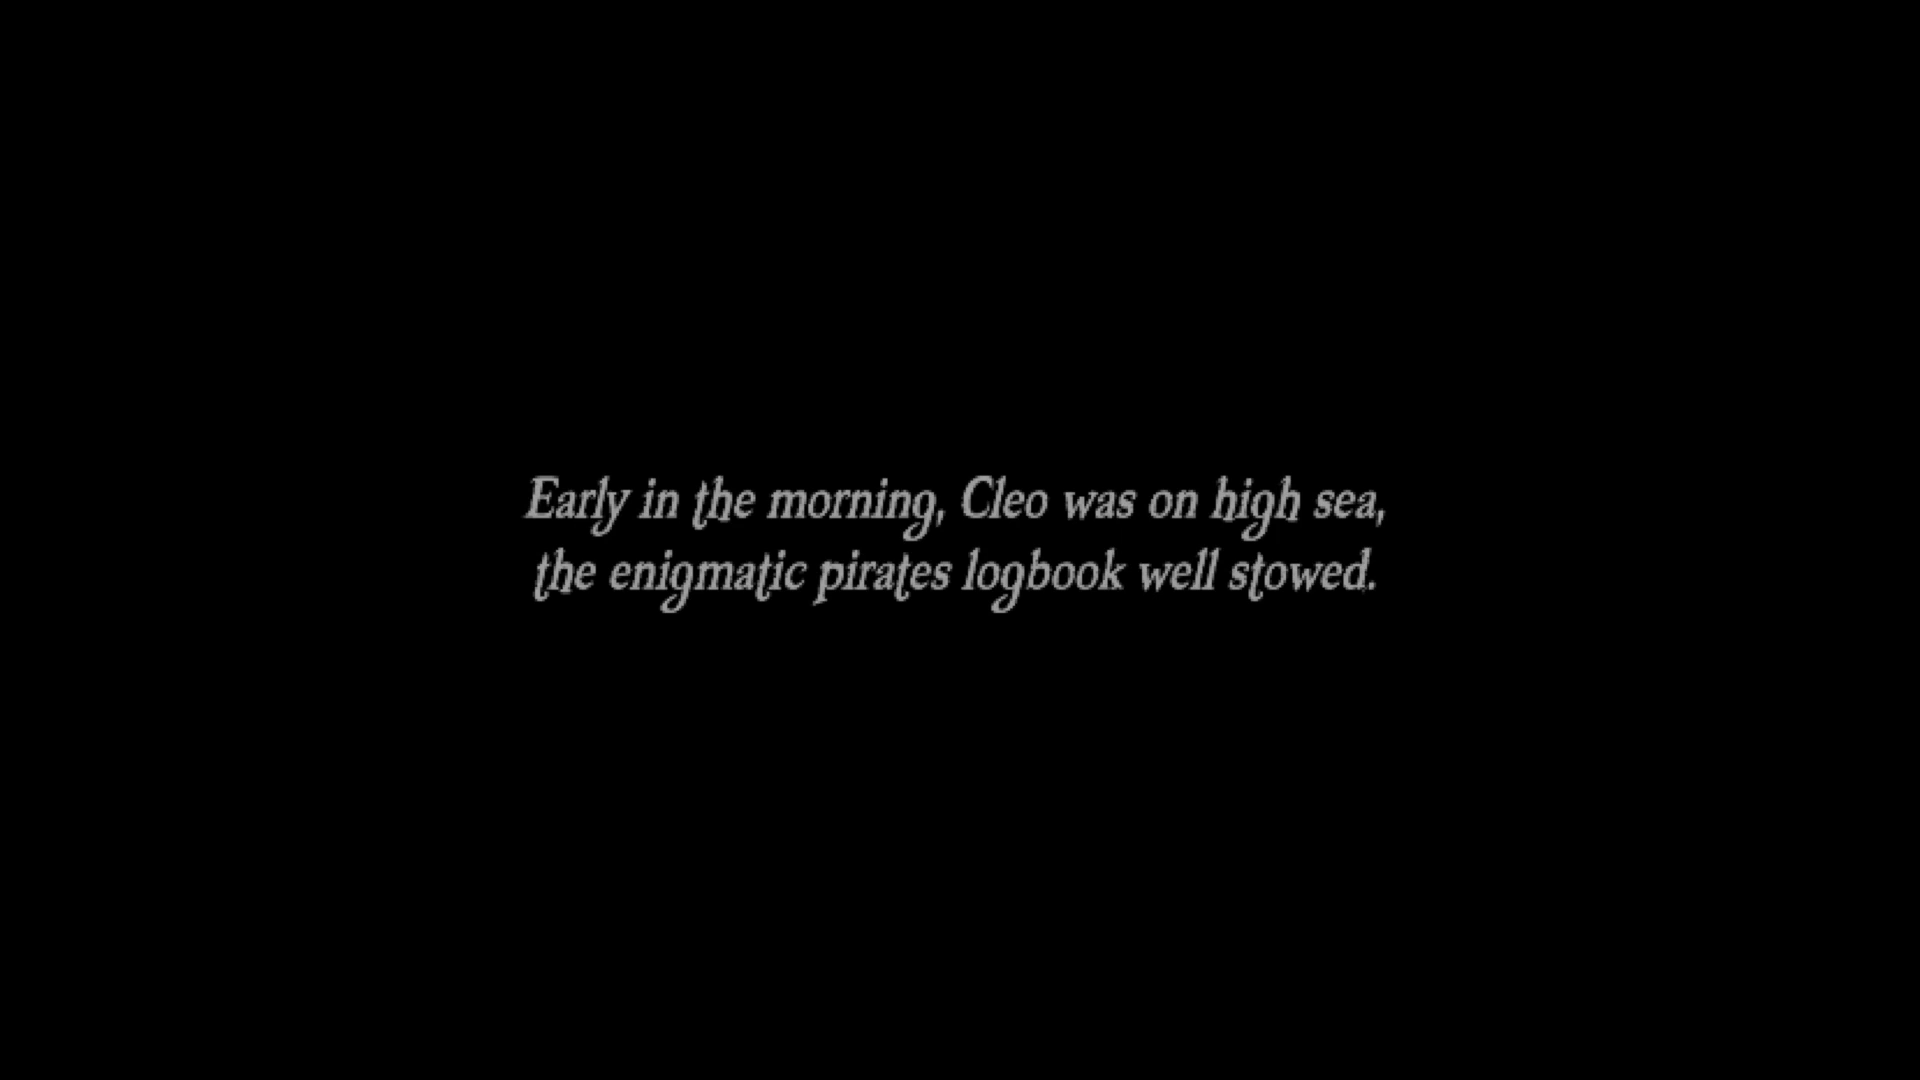 Early in the morning, Cleo was on high sea,
the enigmatic pirates logbook well stowed.